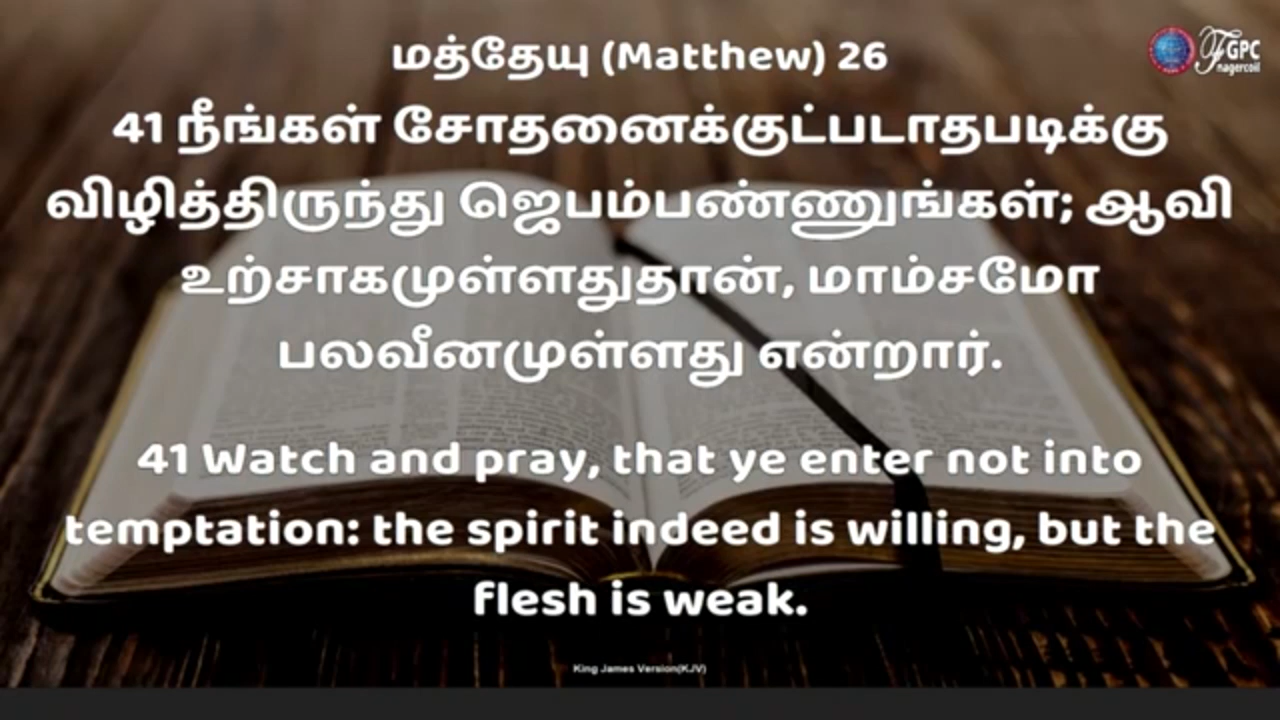 மத்தேயு (Matthew) 26
GPC
nagercoil
41 நீங்கள் சோதனைக்குட்படாதபடிக்கு
விழித்திருந்து ஜெபம்பண்ணுங்கள்; ஆவி
உற்சாகமுள்ளதுதான், மாம்சமோ
பலவீனமுள்ளது என்றார்.
41 Watch and pray, that ye enter not into
temptation: the spirit indeed is willing, but the
flesh is weak.
King James Version(KJV)